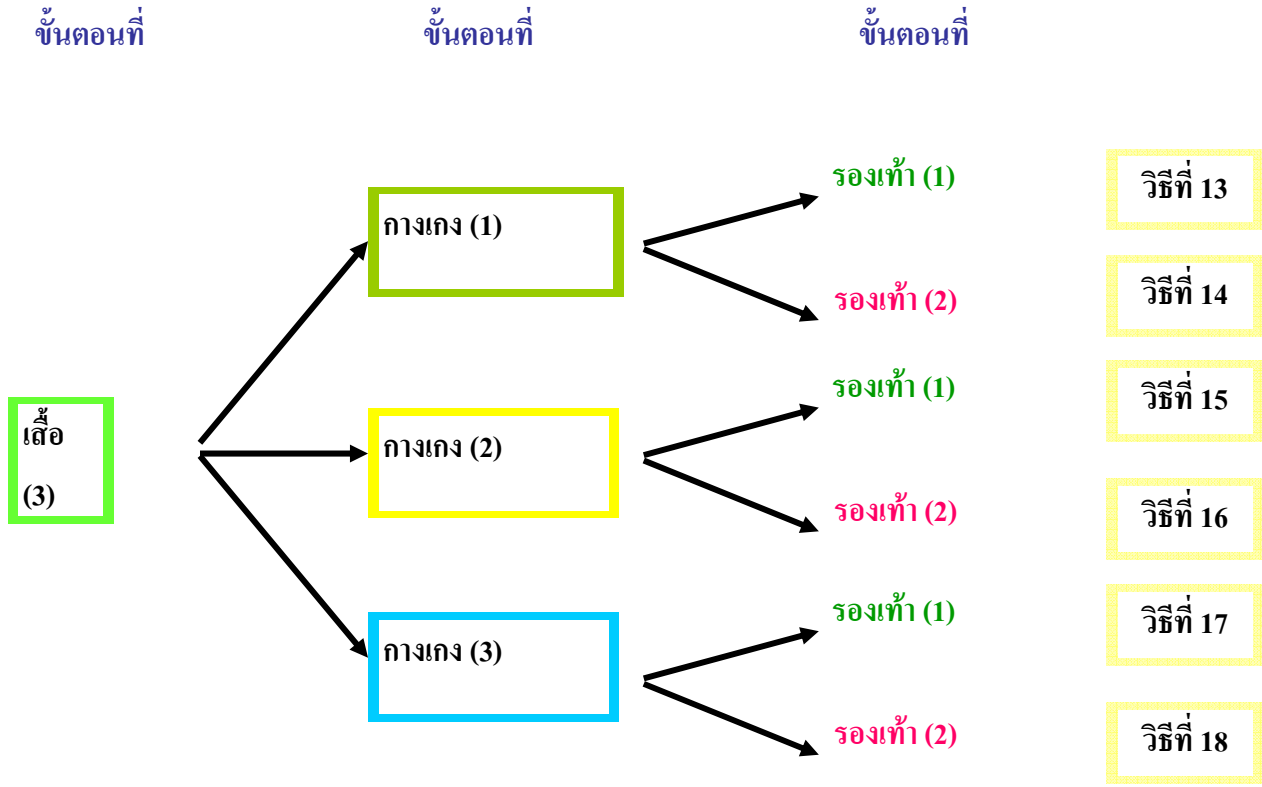 ขั้นตอนที่ ขั้นตอนที่ ขั้นตอนที่
รองเท้า (1) วิธีที่ 13
กางเกง (1)
รองเท้า (2) วิธีที่ 14
รองเท้า (1) วิธีที่ 15
เสื้อ
(3)
กางเกง (2)
รองเท้า (2) วิธีที่ 16
รองเท้า (1) วิธีที่ 17
กางเกง (3)
รองเท้า (2) วิธีที่ 18